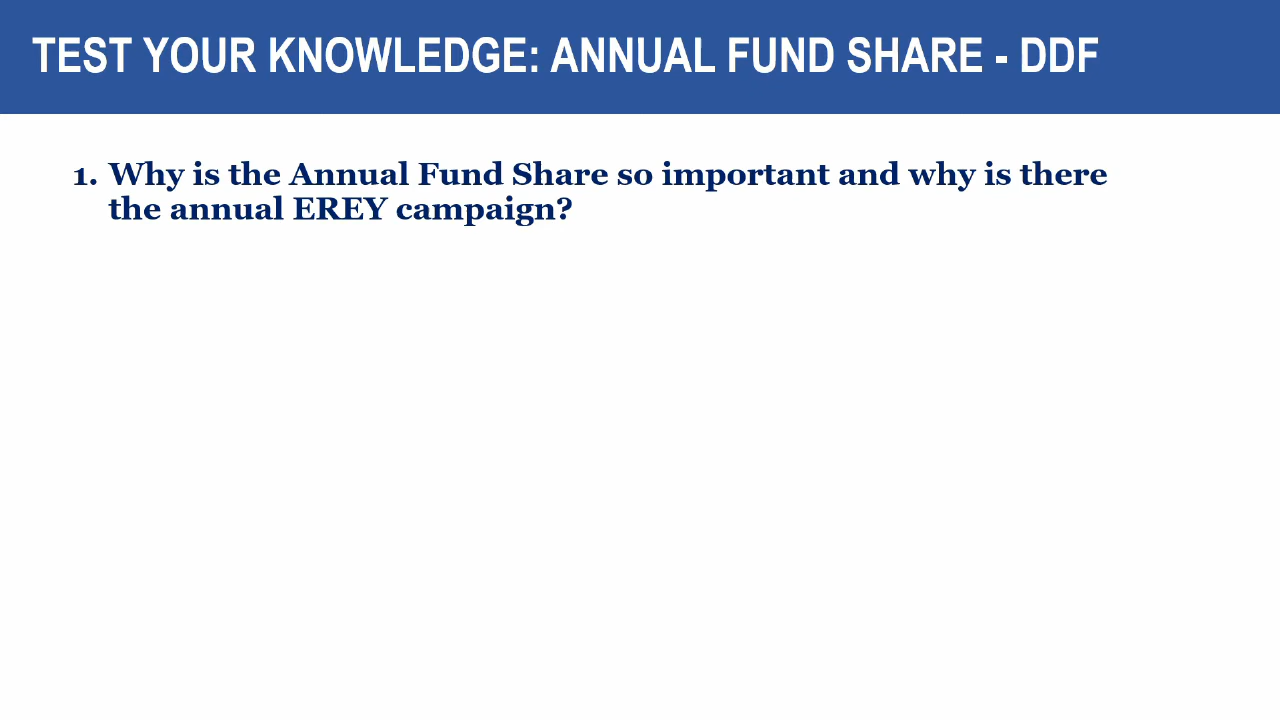 TEST YOUR KNOWLEDGE: ANNUAL FUND SHARE - DDF
1. Why is the Annual Fund Share so important and why is there
the annual EREY campaign?